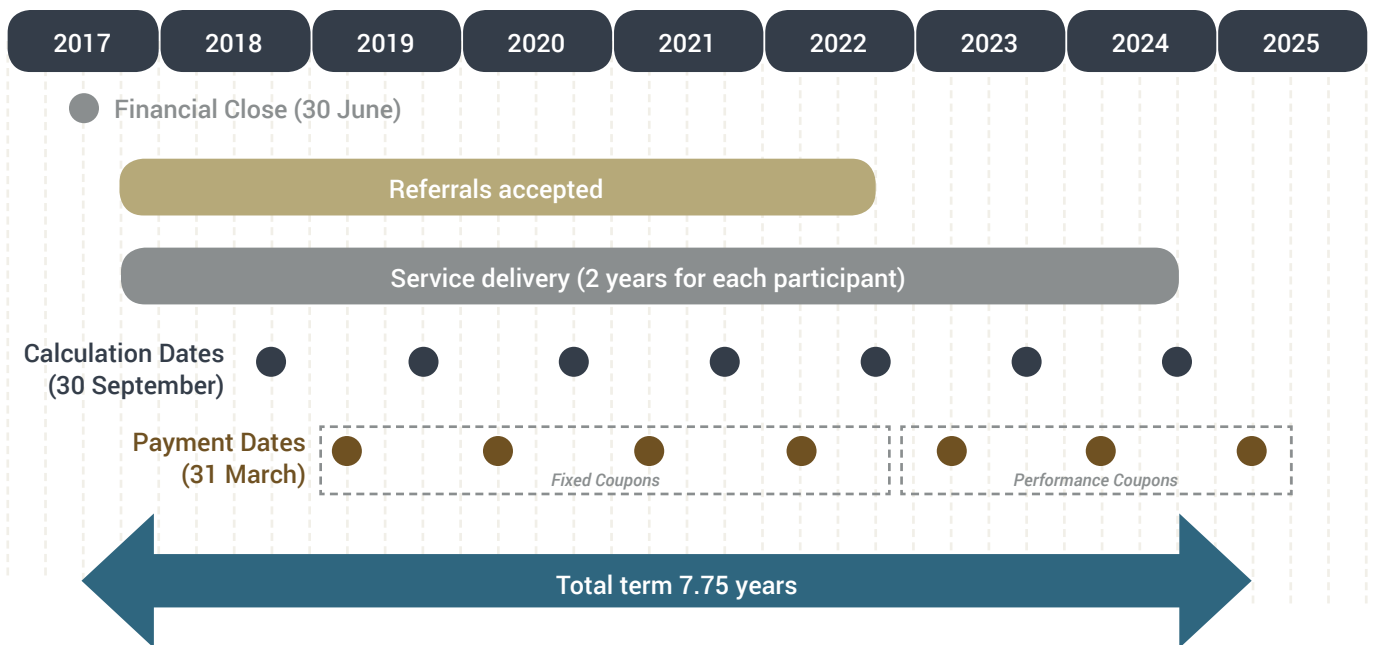 2017 2018 2019 2020 2021 2022 2023 2024 2025
Financial Close (30 June)
Referrals accepted
Service delivery (2 years for each participant)
Calculation Dates
(30 September)
Payment Dates
(31 March)
Fixed Coupons
Performance Coupons
Total term 7.75 years